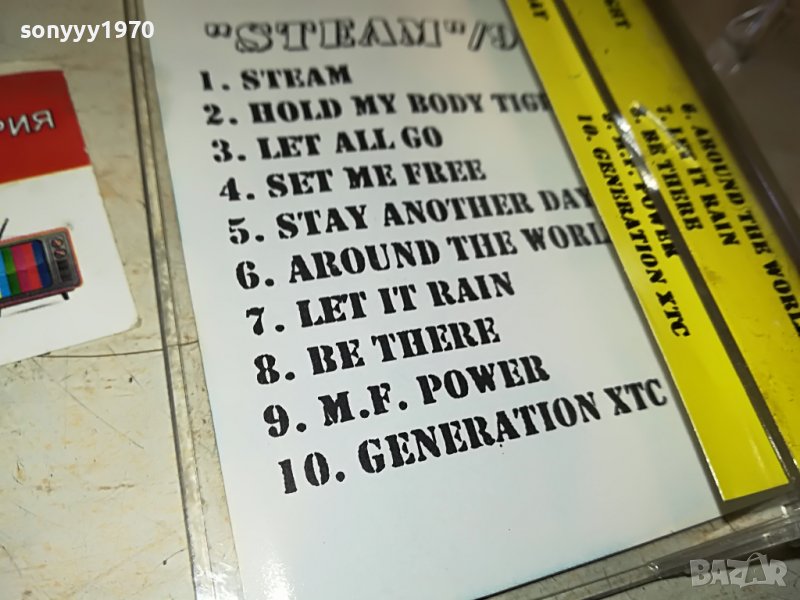 sonyyy1970
РИЯ
"STEAM"/9
1. STEAM
2. HOLD MY BODY TIG
3. LET ALL GO
4. SET ME FREE
5. STAY ANOTHER DAY
6. AROUND THE WORL
7. LET IT RAIN
8. BE THERE
9. M.F. POWER
10. GENERATION XTC
6. AROUND THE WORL
7. LET IT RAIN
8. BE THERE
9. M.F. POWER
10. GENERATION XTC
BAZAR